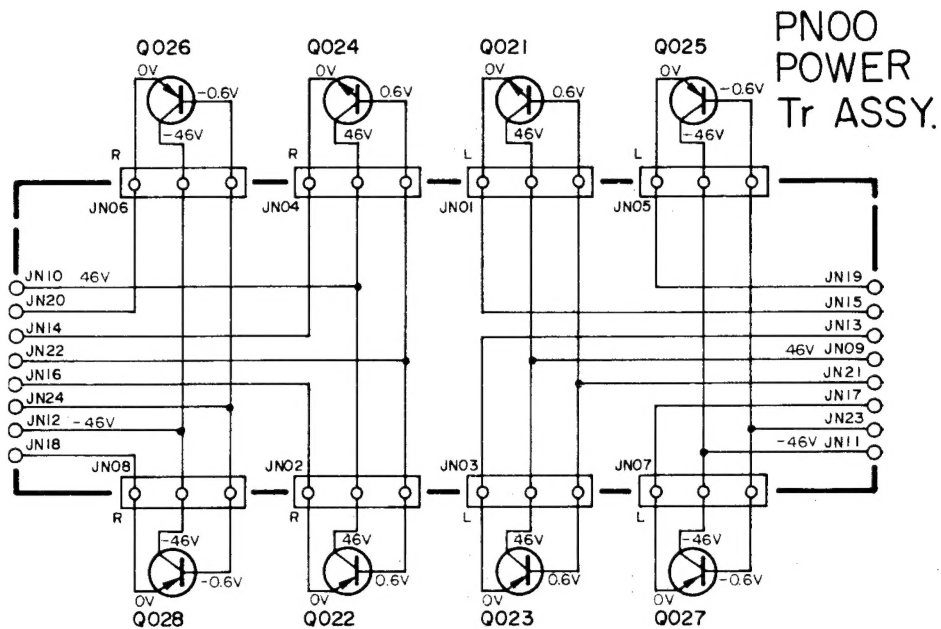 PN00
POWER
Tr ASSY.
Q026 Q024 Q021 Q025
0V -0.6V -46V
0V 0.6V 46V
0V 0.6V 46V
0V -0.6V -46V
R R L L
JN06 JN04 JN01 JN05
JN10 46V
JN20
JN14
JN22
JN16
JN24
JN12 -46V
JN18
JN19
JN15
JN13
46V JN09
JN21
JN17
JN23
-46V JN11
JN08 JN02 JN03 JN07
R R L L
-46V -0.6V 0V
46V 0.6V 0V
46V 0.6V 0V
-46V -0.6V 0V
Q028 Q022 Q023 Q027